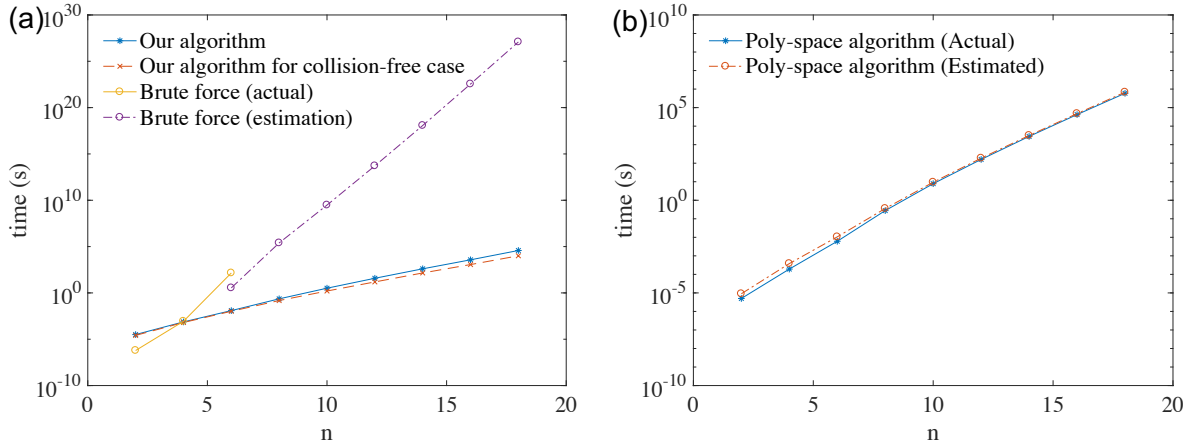 (a)
10^30
10^20
10^10
10^0
10^-10
time (s)
Our algorithm
Our algorithm for collision-free case
Brute force (actual)
Brute force (estimation)
0 5 10 15 20
n
(b)
10^10
10^5
10^0
10^-5
10^-10
time (s)
Poly-space algorithm (Actual)
Poly-space algorithm (Estimated)
0 5 10 15 20
n